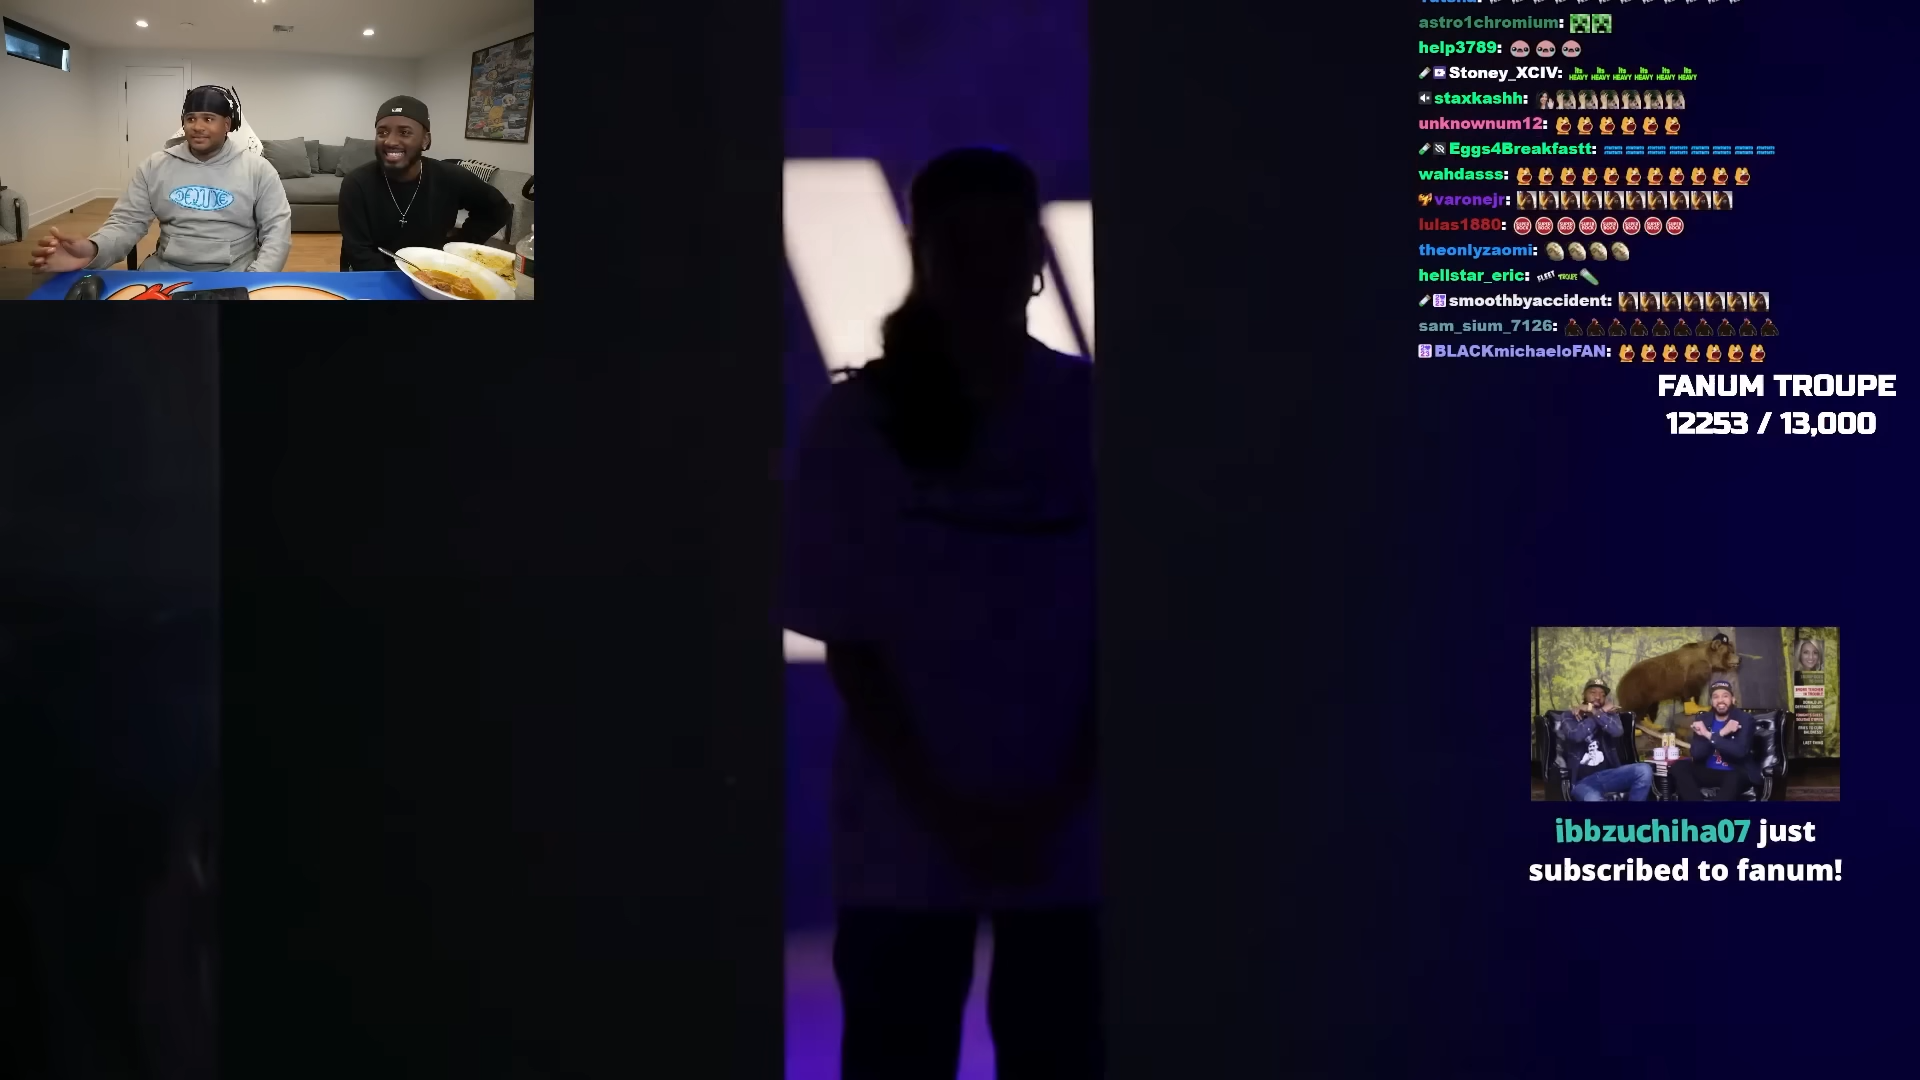 astro1chromium:
help3789:
Stoney_XCIV:
staxkashh:
unknownum12:
Eggs4Breakfastt:
wahdasss:
varonejr:
lulas1880:
theonlyzaomi:
hellstar_eric:
smoothbyaccident:
sam_sium_7126:
BLACKmichaeloFAN:
FANUM TROUPE
12253 / 13,000
ibbzuchiha07 just
subscribed to fanum!